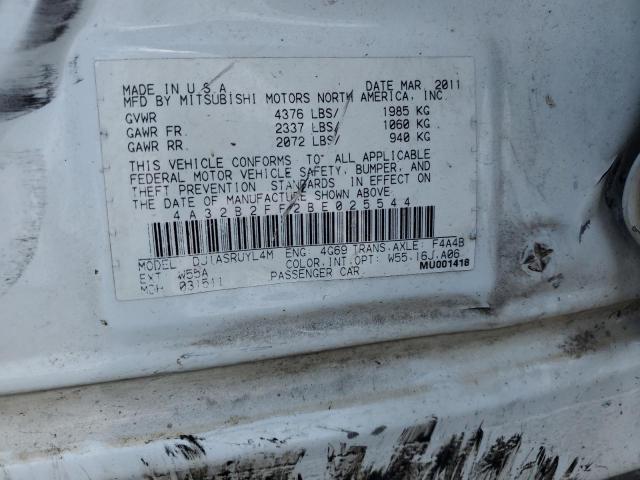 MADE IN U.S.A. DATE MAR 2011
MFD BY MITSUBISHI MOTORS NORTH AMERICA, INC.
GVWR 4376 LBS/ 1985 KG
GAWR FR. 2337 LBS/ 1060 KG
GAWR RR. 2072 LBS/ 940 KG
THIS VEHICLE CONFORMS TO ALL APPLICABLE
FEDERAL MOTOR VEHICLE SAFETY, BUMPER, AND
THEFT PREVENTION STANDARDS IN EFFECT ON
THE DATE OF MANUFACTURE SHOWN ABOVE.
4A32B2FF2BE025544
MODEL DJ1ASRUYL4M ENG. 4G69 TRANS.AXLE: F4A4B
EXT W55A COLOR.INT.OPT: W55-16J.A06
MCH 031511 PASSENGER CAR MU001418